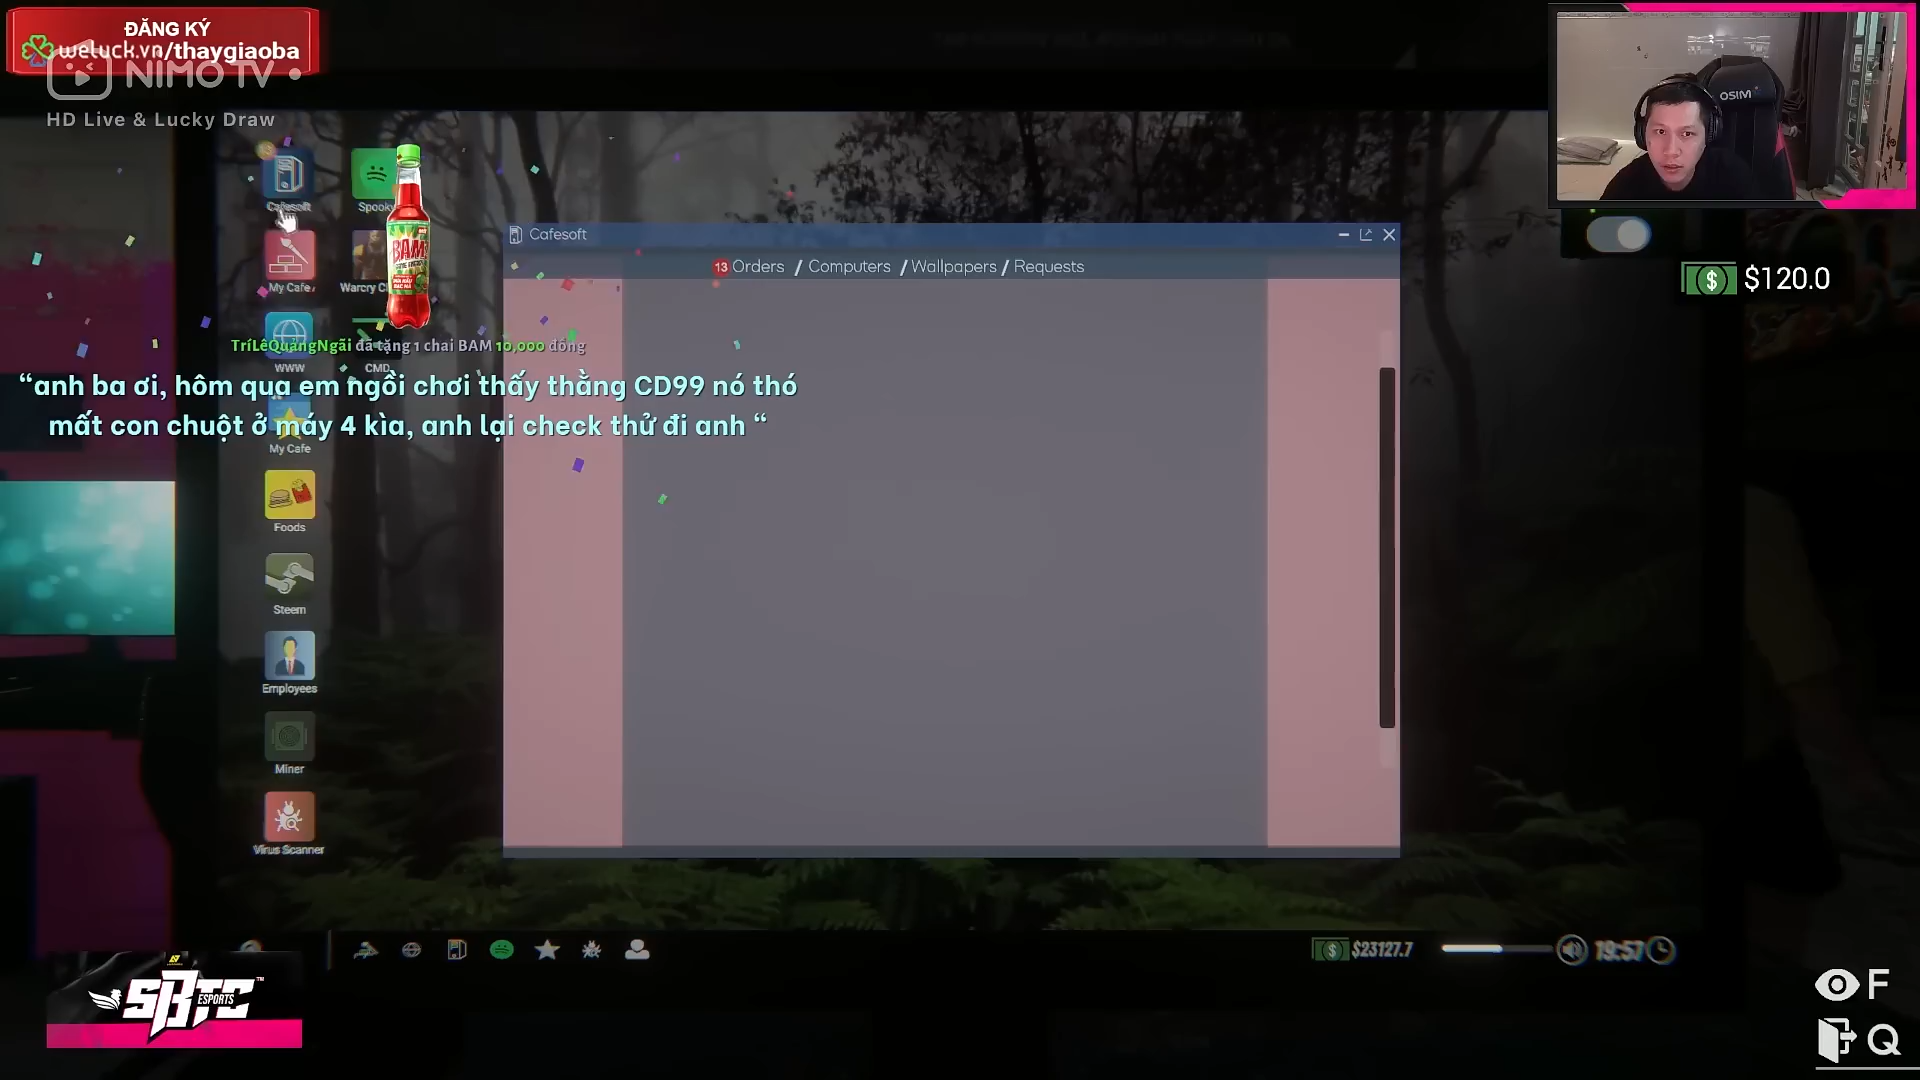 ĐĂNG KÝ
weluck.vn/thaygiaoba
NIMO TV
HD Live & Lucky Draw
OSIM
$120.0
Cafesoft
My Cafe
Warcry
WWW
CMD
My Cafe
Foods
Steem
Employees
Miner
Virus Scanner
BAM
Cafesoft
13 Orders / Computers / Wallpapers / Requests
TríLêQuảngNgãi đã tặng 1 chai BAM 10,000 đồng
“anh ba ơi, hôm qua em ngồi chơi thấy thằng CD99 nó thó
mất con chuột ở máy 4 kìa, anh lại check thử đi anh “
$23127.7
19:57
SBTC
ESPORTS
F
Q